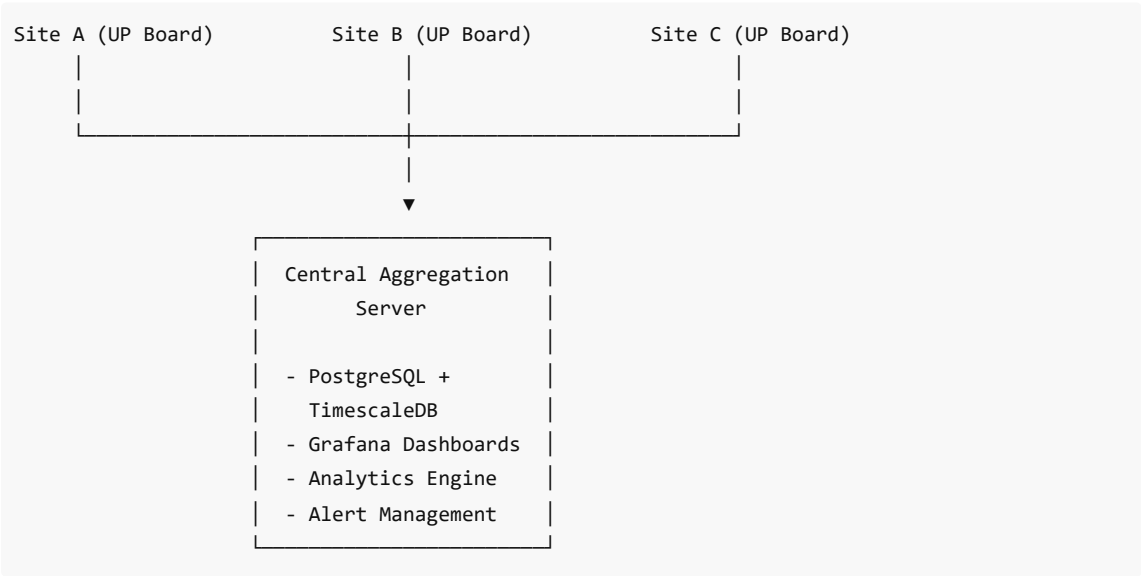 Site A (UP Board) Site B (UP Board) Site C (UP Board)
Central Aggregation
Server
- PostgreSQL +
TimescaleDB
- Grafana Dashboards
- Analytics Engine
- Alert Management